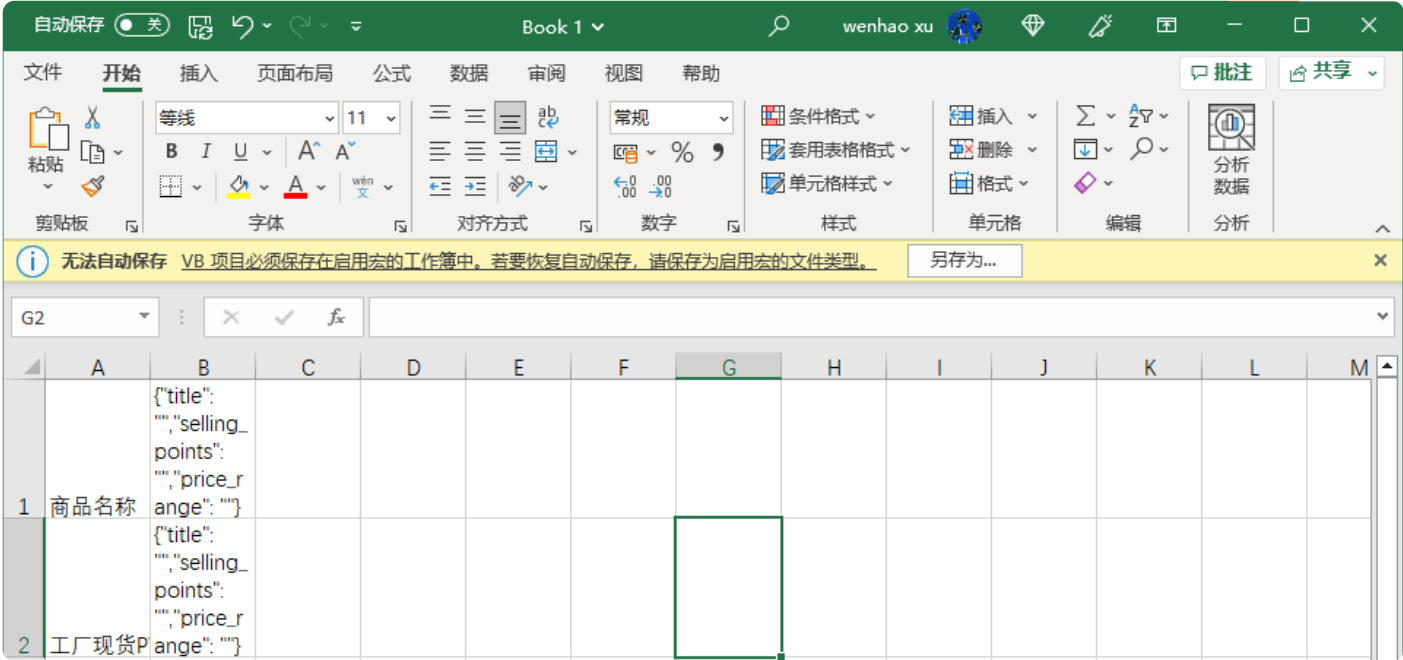 自动保存 关 Book 1 wenhao xu
文件 开始 插入 页面布局 公式 数据 审阅 视图 帮助 批注 共享
等线 11 ab 常规 条件格式 插入
粘贴 B I U A A % 套用表格格式 删除 分析
A wén 文 .00 .00 单元格样式 格式 数据
剪贴板 字体 对齐方式 数字 样式 单元格 编辑 分析
无法自动保存 VB 项目必须保存在启用宏的工作簿中。若要恢复自动保存，请保存为启用宏的文件类型。 另存为...
G2 fx
A B C D E F G H I J K L M
{"title":
"","selling_
points":
"","price_r
1 商品名称 ange": ""}
{"title":
"","selling_
points":
"","price_r
2 工厂现货P ange": ""}